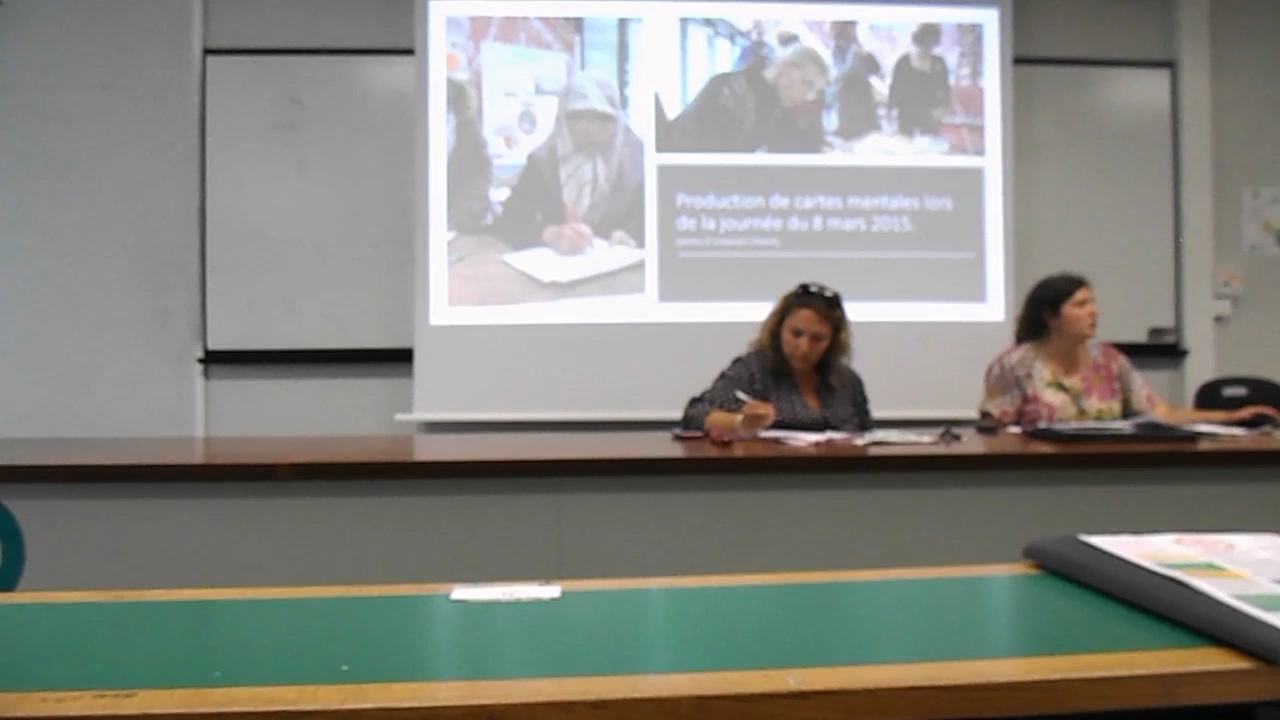 Production de cartes mentales lors
de la journée du 8 mars 2015.